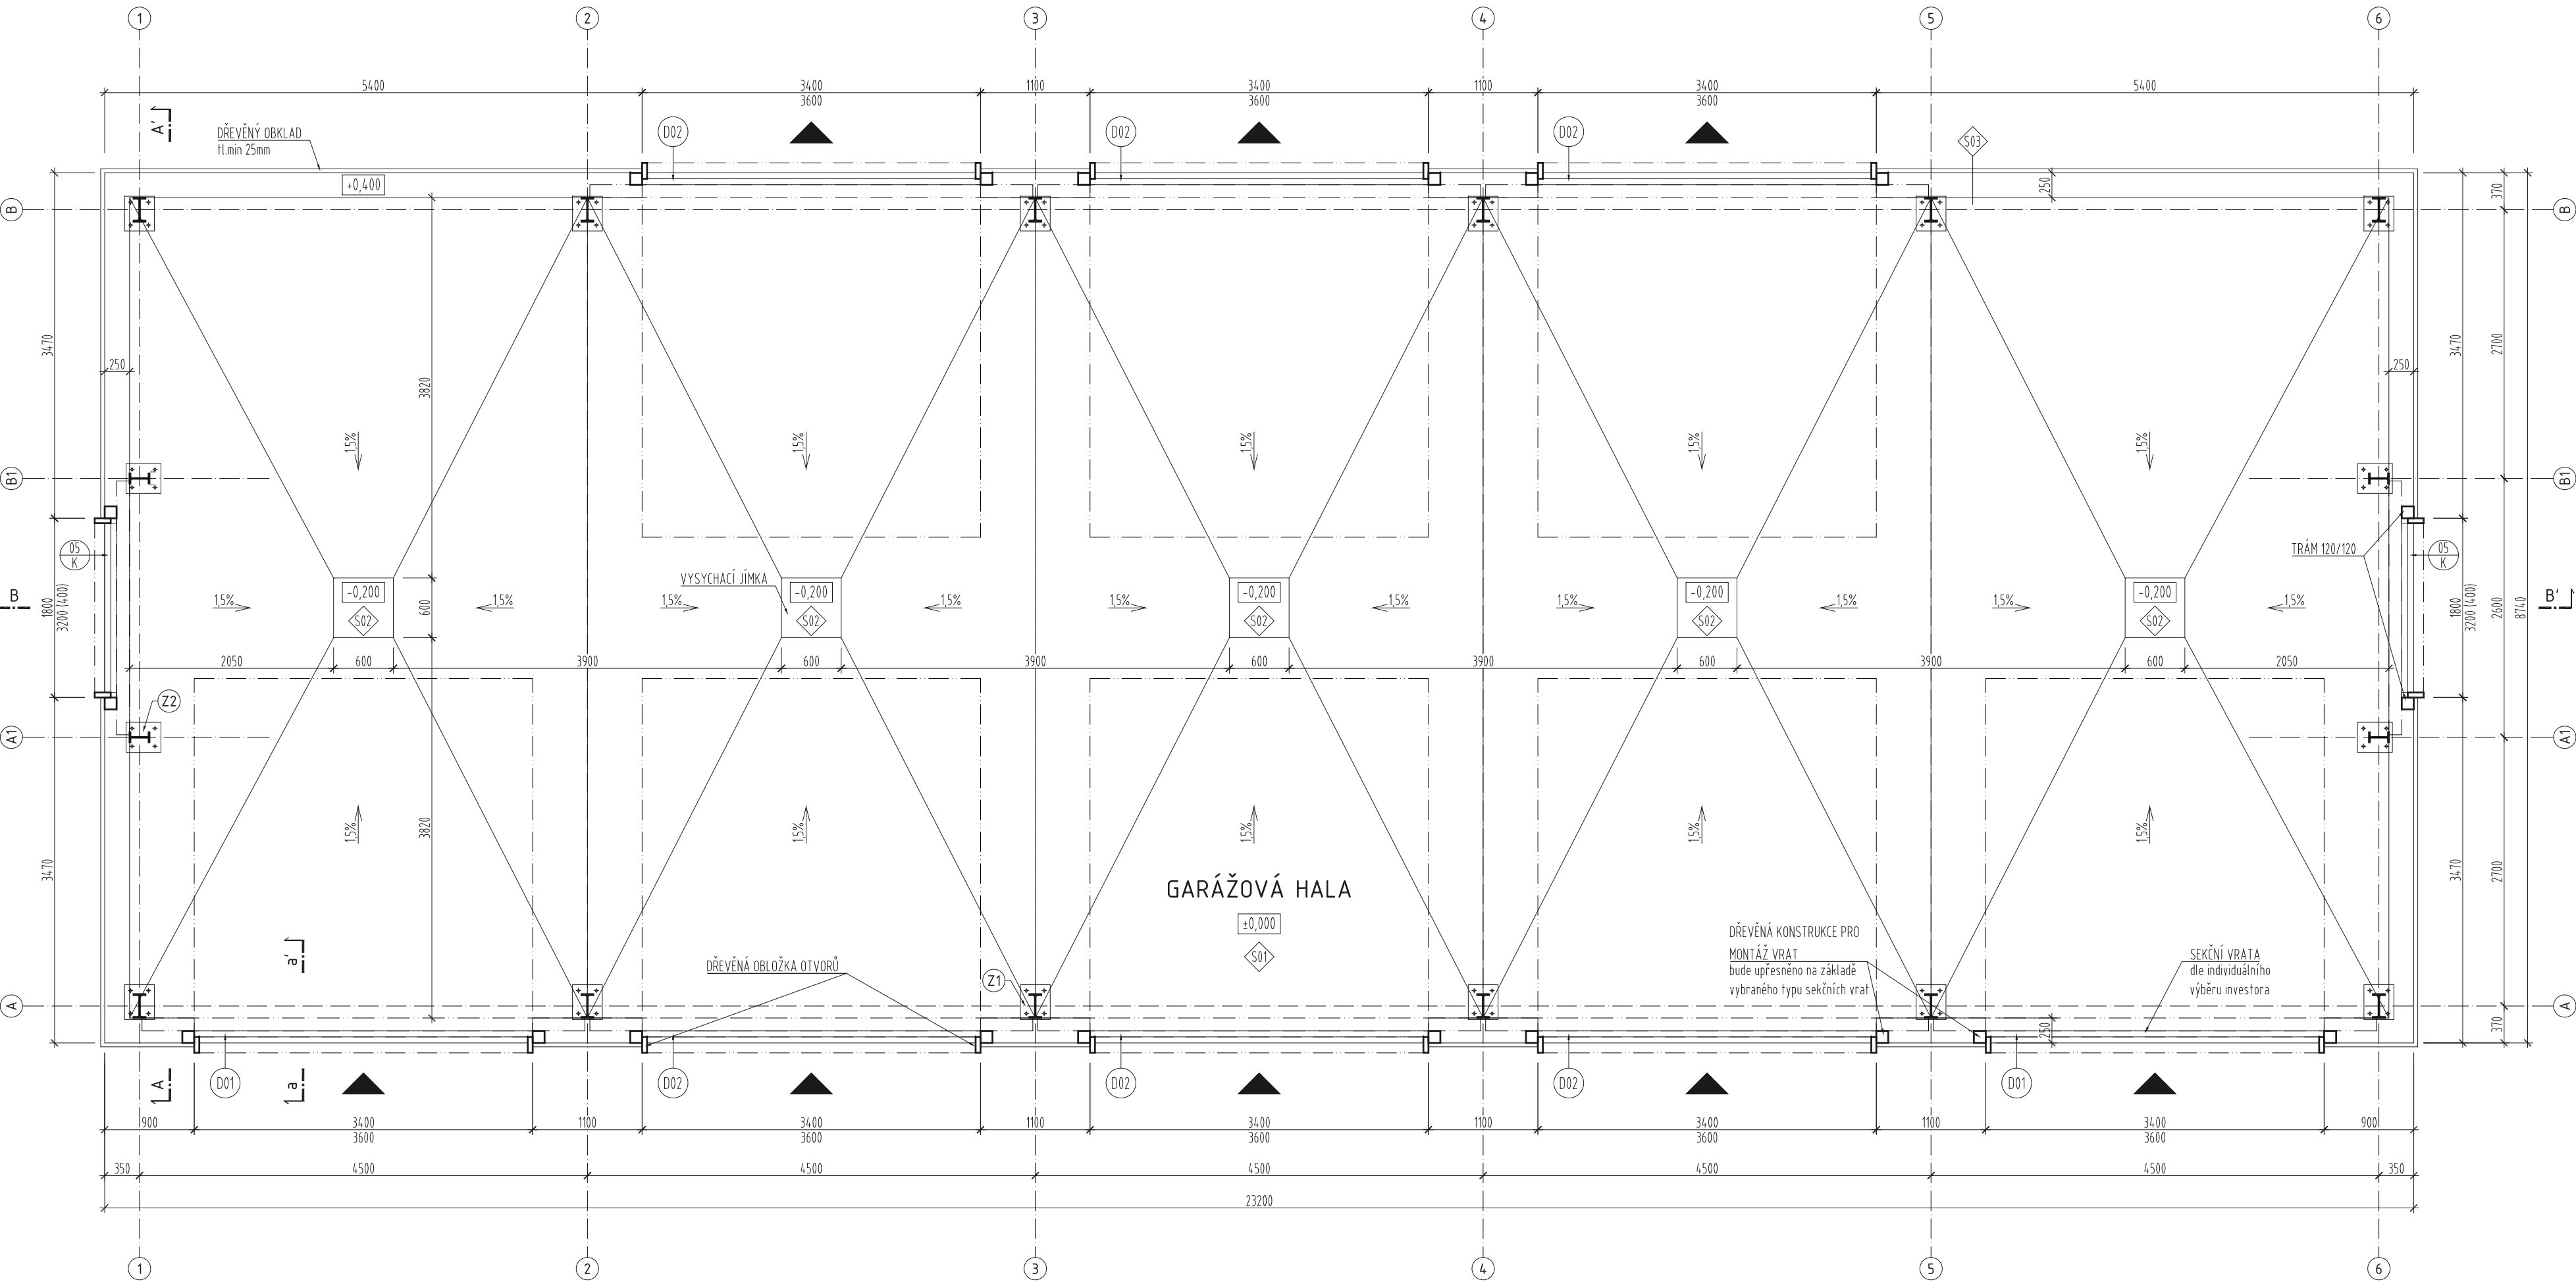 1 2 3 4 5 6
5400 3400 1100 3400 1100 3400 5400
3600 3600 3600
A'
DŘEVĚNÝ OBKLAD
tl.min 25mm
D02 D02 D02
S03
+0,400
250
370
B B
3470 3820 3470 2700
250 250
1,5% 1,5% 1,5% 1,5% 1,5%
B1 B1
05
K
TRÁM 120/120
05
K
VYSYCHACÍ JÍMKA
-0,200 -0,200 -0,200 -0,200 -0,200
S02 S02 S02 S02 S02
B B'
1800
3200 (400)
600
1800
3200 (400)
2600
8740
1,5% 1,5% 1,5% 1,5% 1,5% 1,5% 1,5% 1,5% 1,5% 1,5%
2050 600 3900 600 3900 600 3900 600 3900 600 2050
Z2
A1 A1
1,5% 1,5% 1,5% 1,5% 1,5%
3470 3820 3470 2700
GARÁŽOVÁ HALA
±0,000
S01
a'
DŘEVĚNÁ OBLOŽKA OTVORŮ
Z1
DŘEVĚNÁ KONSTRUKCE PRO
MONTÁŽ VRAT
bude upřesněno na základě
vybraného typu sekčních vrat
SEKČNÍ VRATA
dle individuálního
výběru investora
A A
250
370
A a
D01 D02 D02 D02 D01
900 3400 1100 3400 1100 3400 1100 3400 1100 3400 900
3600 3600 3600 3600 3600
350 4500 4500 4500 4500 4500 350
23200
1 2 3 4 5 6